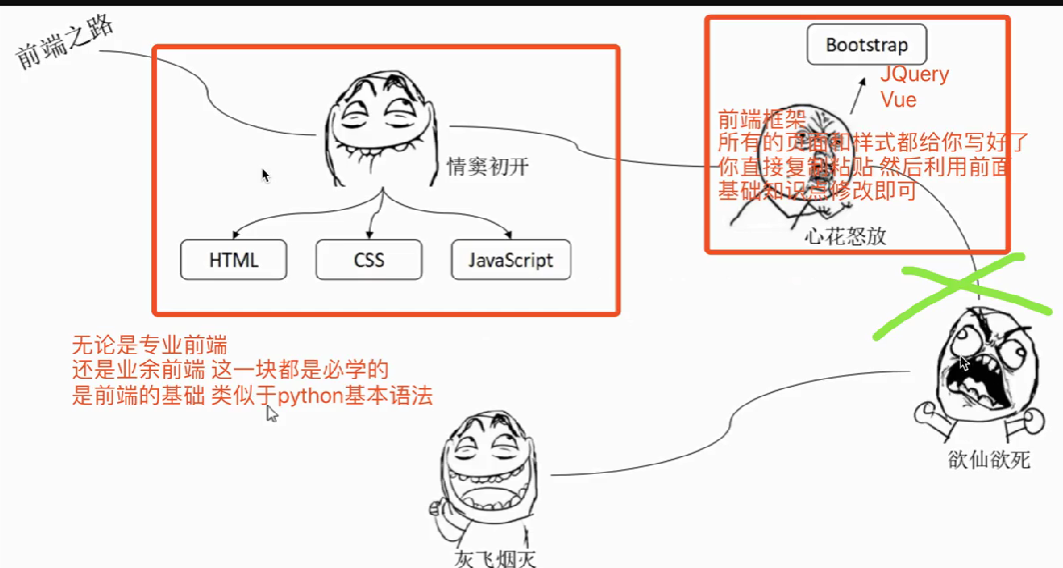 前端之路
情窦初开
HTML
CSS
JavaScript
无论是专业前端
还是业余前端 这一块都是必学的
是前端的基础 类似于python基本语法
Bootstrap
JQuery
Vue
前端框架
所有的页面和样式都给你写好了
你直接复制粘贴 然后利用前面
基础知识点修改即可
心花怒放
欲仙欲死
灰飞烟灭